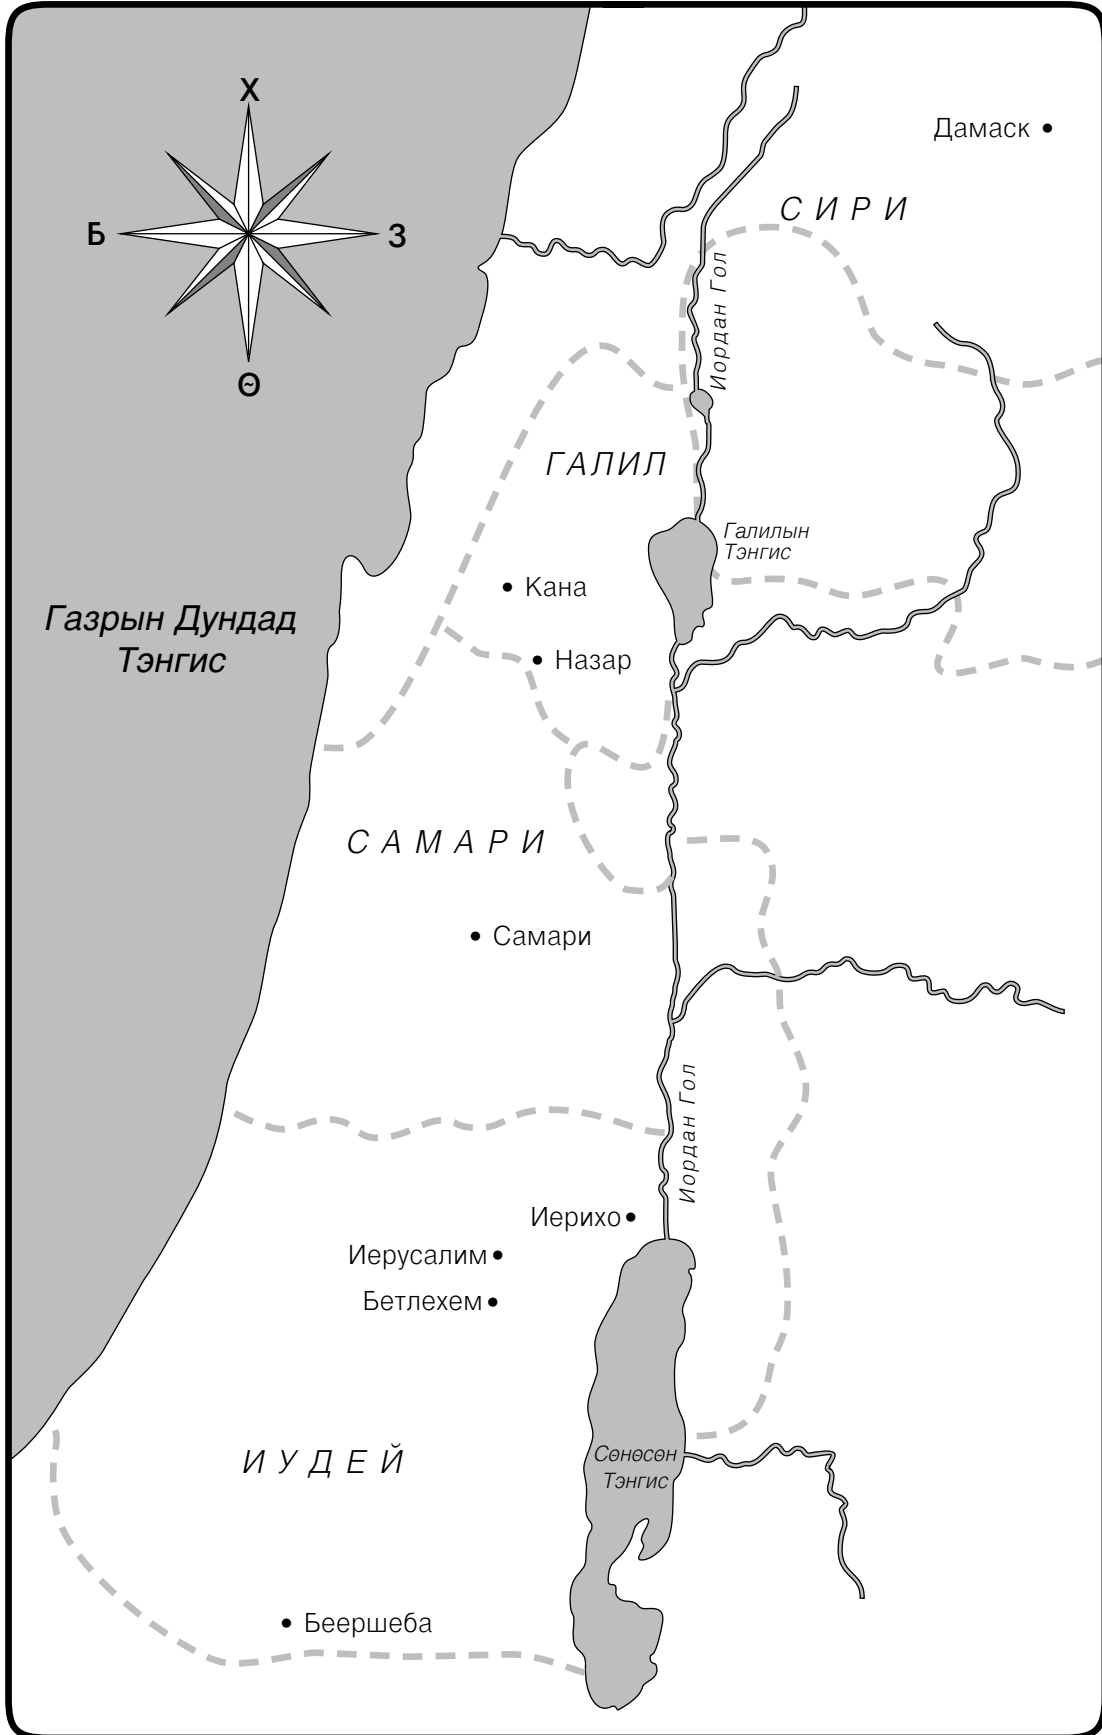 Х
Дамаск
СИРИ
Б
З
Иордан Гол
Ө
ГАЛИЛ
Галилын
Тэнгис
Кана
Газрын Дундад
Тэнгис
Назар
САМАРИ
Самари
Иордан Гол
Иерихо
Иерусалим
Бетлехем
ИУДЕЙ
Сөнөсөн
Тэнгис
Беершеба